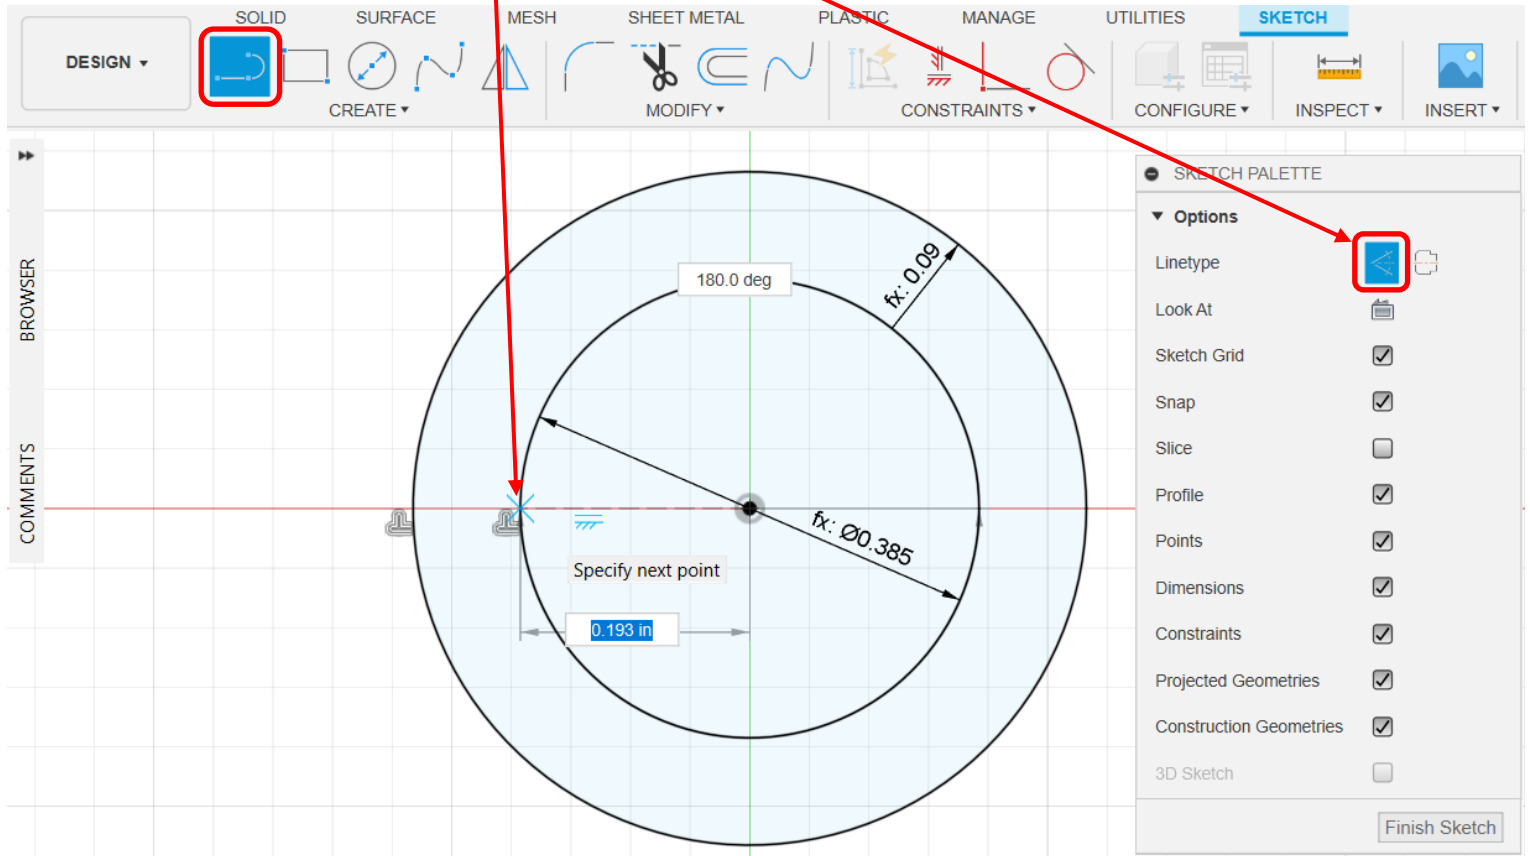 SOLID SURFACE MESH SHEET METAL PLASTIC MANAGE UTILITIES SKETCH
DESIGN ▾
CREATE ▾ MODIFY ▾ CONSTRAINTS ▾ CONFIGURE ▾ INSPECT ▾ INSERT ▾
BROWSER
COMMENTS
180.0 deg
fx: 0.09
fx: Ø0.385
Specify next point
0.193 in
SKETCH PALETTE
▼ Options
Linetype
Look At
Sketch Grid
Snap
Slice
Profile
Points
Dimensions
Constraints
Projected Geometries
Construction Geometries
3D Sketch
Finish Sketch